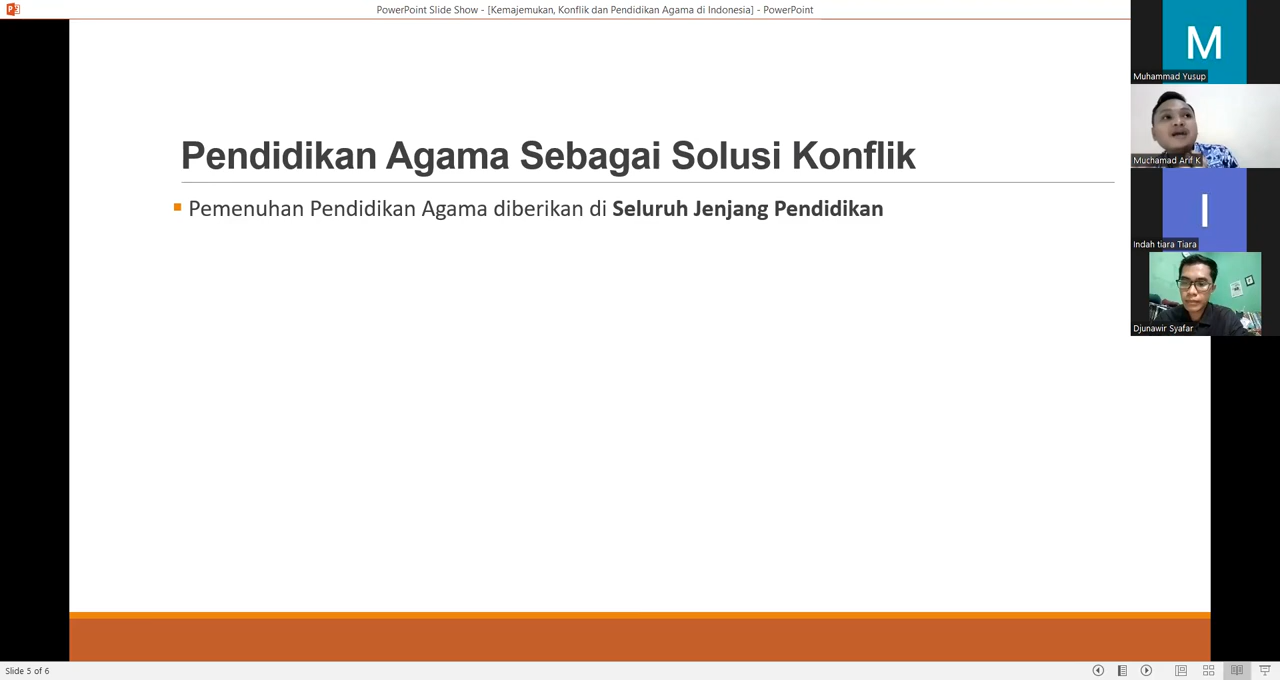 PowerPoint Slide Show - [Kemajemukan, Konflik dan Pendidikan Agama di Indonesia] - PowerPoint
M
Muhammad Yusup
Muchamad Arif K
I
Indah tiara Tiara
Djunawir Syafar
Pendidikan Agama Sebagai Solusi Konflik
Pemenuhan Pendidikan Agama diberikan di Seluruh Jenjang Pendidikan
Slide 5 of 6